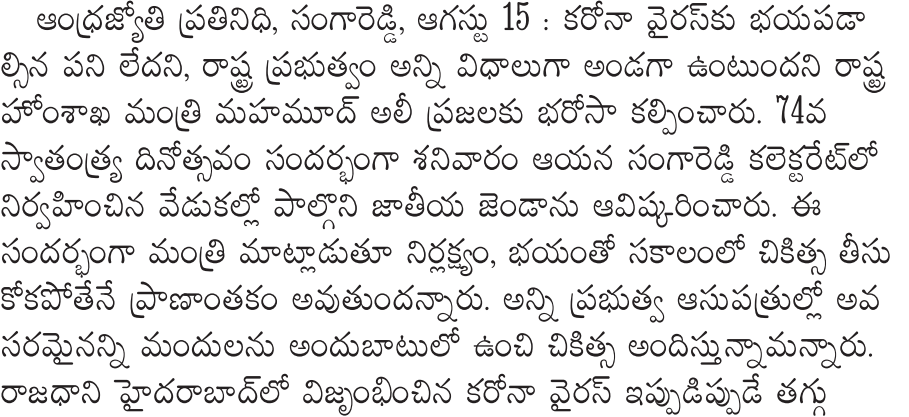 ఆంధ్రజ్యోతి ప్రతినిధి, సంగారెడ్డి, ఆగస్టు 15 : కరోనా వైరస్‌కు భయపడా
ల్సిన పని లేదని, రాష్ట్ర ప్రభుత్వం అన్ని విధాలుగా అండగా ఉంటుందని రాష్ట్ర
హోంశాఖ మంత్రి మహమూద్ అలీ ప్రజలకు భరోసా కల్పించారు. 74వ
స్వాతంత్ర్య దినోత్సవం సందర్భంగా శనివారం ఆయన సంగారెడ్డి కలెక్టరేట్‌లో
నిర్వహించిన వేడుకల్లో పాల్గొని జాతీయ జెండాను ఆవిష్కరించారు. ఈ
సందర్భంగా మంత్రి మాట్లాడుతూ నిర్లక్ష్యం, భయంతో సకాలంలో చికిత్స తీసు
కోకపోతేనే ప్రాణాంతకం అవుతుందన్నారు. అన్ని ప్రభుత్వ ఆసుపత్రుల్లో అవ
సరమైనన్ని మందులను అందుబాటులో ఉంచి చికిత్స అందిస్తున్నామన్నారు.
రాజధాని హైదరాబాద్‌లో విజృంభించిన కరోనా వైరస్ ఇప్పుడిప్పుడే తగ్గు